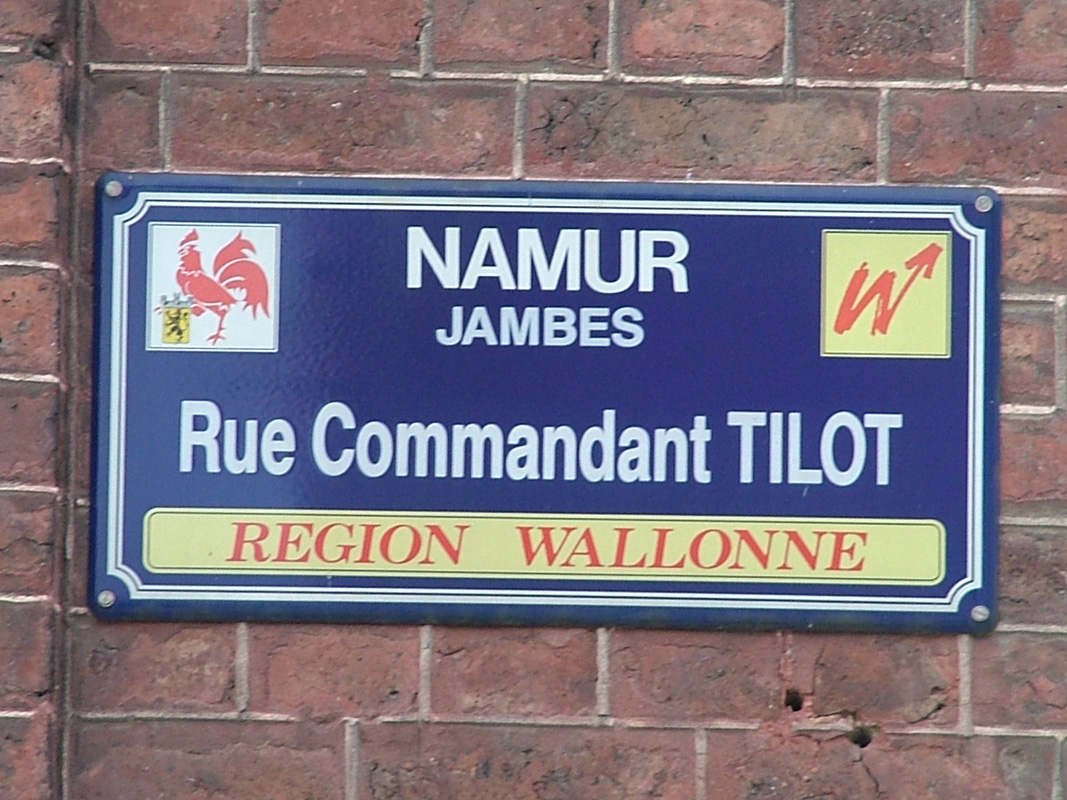 NAMUR
JAMBES
W
Rue Commandant TILOT
REGION WALLONNE